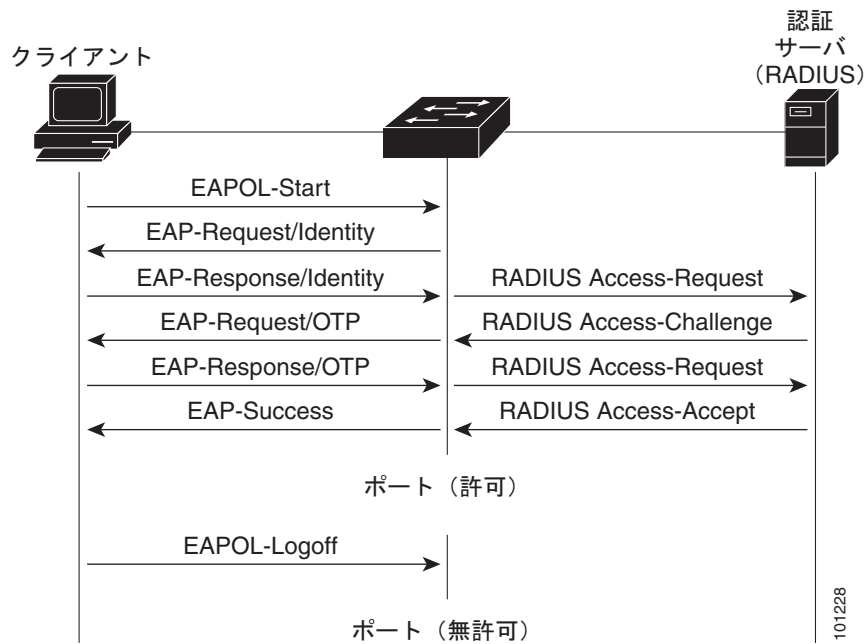 認証
サーバ
(RADIUS)
クライアント
EAPOL-Start
EAP-Request/Identity
EAP-Response/Identity
RADIUS Access-Request
EAP-Request/OTP
RADIUS Access-Challenge
EAP-Response/OTP
RADIUS Access-Request
EAP-Success
RADIUS Access-Accept
ポート（許可）
EAPOL-Logoff
ポート（無許可）
101228